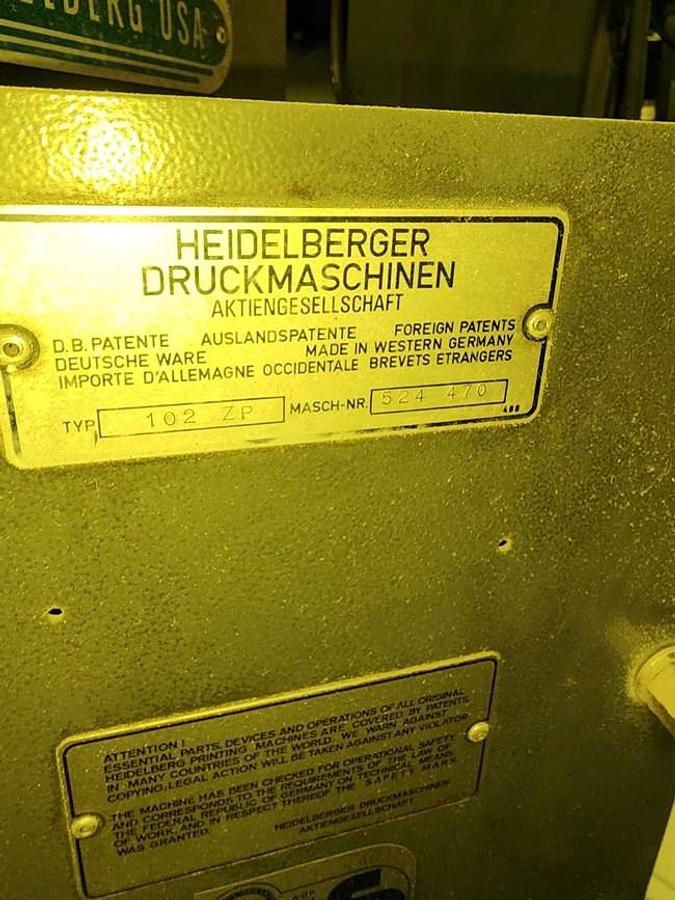 USA
HEIDELBERGER
DRUCKMASCHINEN
AKTIENGESELLSCHAFT
D.B. PATENTE AUSLANDSPATENTE FOREIGN PATENTS
DEUTSCHE WARE MADE IN WESTERN GERMANY
IMPORTE D'ALLEMAGNE OCCIDENTALE BREVETS ETRANGERS
TYP 102 ZP MASCH-NR. 524 470
ATTENTION!
ESSENTIAL PARTS, DEVICES AND OPERATIONS OF ALL ORIGINAL
HEIDELBERG PRINTING MACHINES ARE COVERED BY PATENTS
IN MANY COUNTRIES OF THE WORLD. WE WARN AGAINST
COPYING; LEGAL ACTION WILL BE TAKEN AGAINST ANY VIOLATOR
THE MACHINE HAS BEEN CHECKED FOR OPERATIONAL SAFETY
AND CORRESPONDS TO THE REQUIREMENTS OF THE LAW OF
THE FEDERAL REPUBLIC OF GERMANY ON TECHNICAL MEANS
OF WORK, AND IN RESPECT THEREOF THE SAFETY MARK
WAS GRANTED.
HEIDELBERGER DRUCKMASCHINEN
AKTIENGESELLSCHAFT